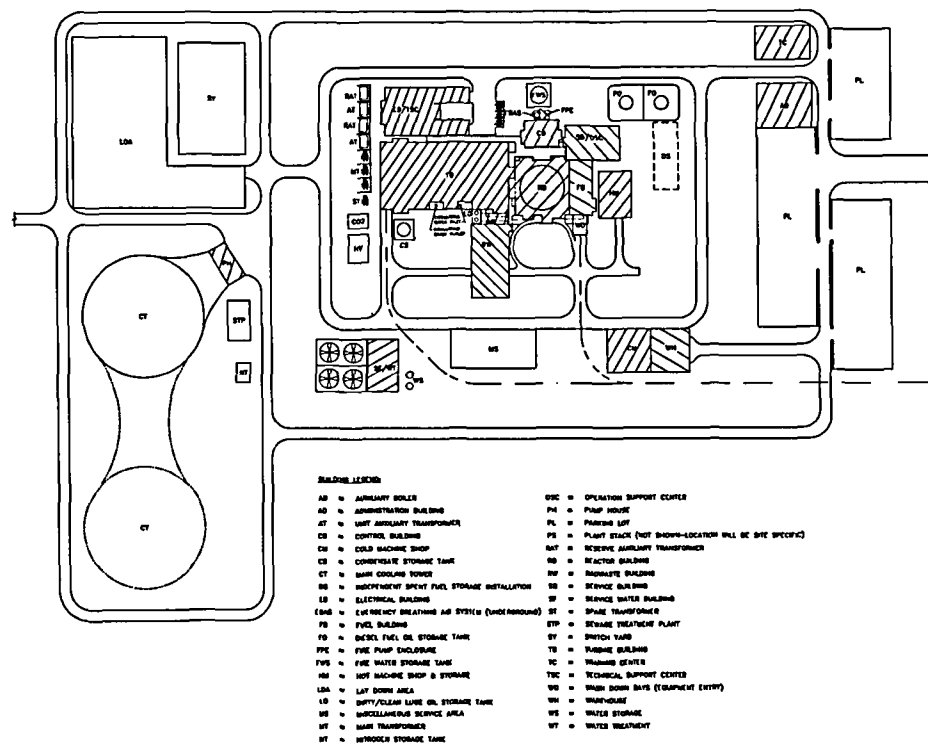 TC
PL
RAT
AT
RAT
AT
MT
ST
CO2
HY
EB/TSC
FWS
EBAS
FPE
CB
SB/OSC
FO
FO
AD
DS
LDA
SY
TB
RB
FB
HM
PL
LO
WD
CS
RW
PH
CT
STP
NT
MS
CM
WH
PL
SF/WT
WS
CT
BUILDING LEGEND:
AB = AUXILIARY BOILER
AD = ADMINISTRATION BUILDING
AT = UNIT AUXILIARY TRANSFORMER
CB = CONTROL BUILDING
CM = COLD MACHINE SHOP
CS = CONDENSATE STORAGE TANK
CT = MAIN COOLING TOWER
DS = INDEPENDENT SPENT FUEL STORAGE INSTALLATION
EB = ELECTRICAL BUILDING
EBAS = EMERGENCY BREATHING AIR SYSTEM (UNDERGROUND)
FB = FUEL BUILDING
FO = DIESEL FUEL OIL STORAGE TANK
FPE = FIRE PUMP ENCLOSURE
FWS = FIRE WATER STORAGE TANK
HM = HOT MACHINE SHOP & STORAGE
LDA = LAY DOWN AREA
LO = DIRTY/CLEAN LUBE OIL STORAGE TANK
MS = MISCELLANEOUS SERVICE AREA
MT = MAIN TRANSFORMER
NT = NITROGEN STORAGE TANK
OSC = OPERATION SUPPORT CENTER
PH = PUMP HOUSE
PL = PARKING LOT
PS = PLANT STACK (NOT SHOWN-LOCATION WILL BE SITE SPECIFIC)
RAT = RESERVE AUXILIARY TRANSFORMER
RB = REACTOR BUILDING
RW = RADWASTE BUILDING
SB = SERVICE BUILDING
SF = SERVICE WATER BUILDING
ST = SPARE TRANSFORMER
STP = SEWAGE TREATMENT PLANT
SY = SWITCH YARD
TB = TURBINE BUILDING
TC = TRAINING CENTER
TSC = TECHNICAL SUPPORT CENTER
WD = WASH DOWN BAYS (EQUIPMENT ENTRY)
WH = WAREHOUSE
WS = WATER STORAGE
WT = WATER TREATMENT